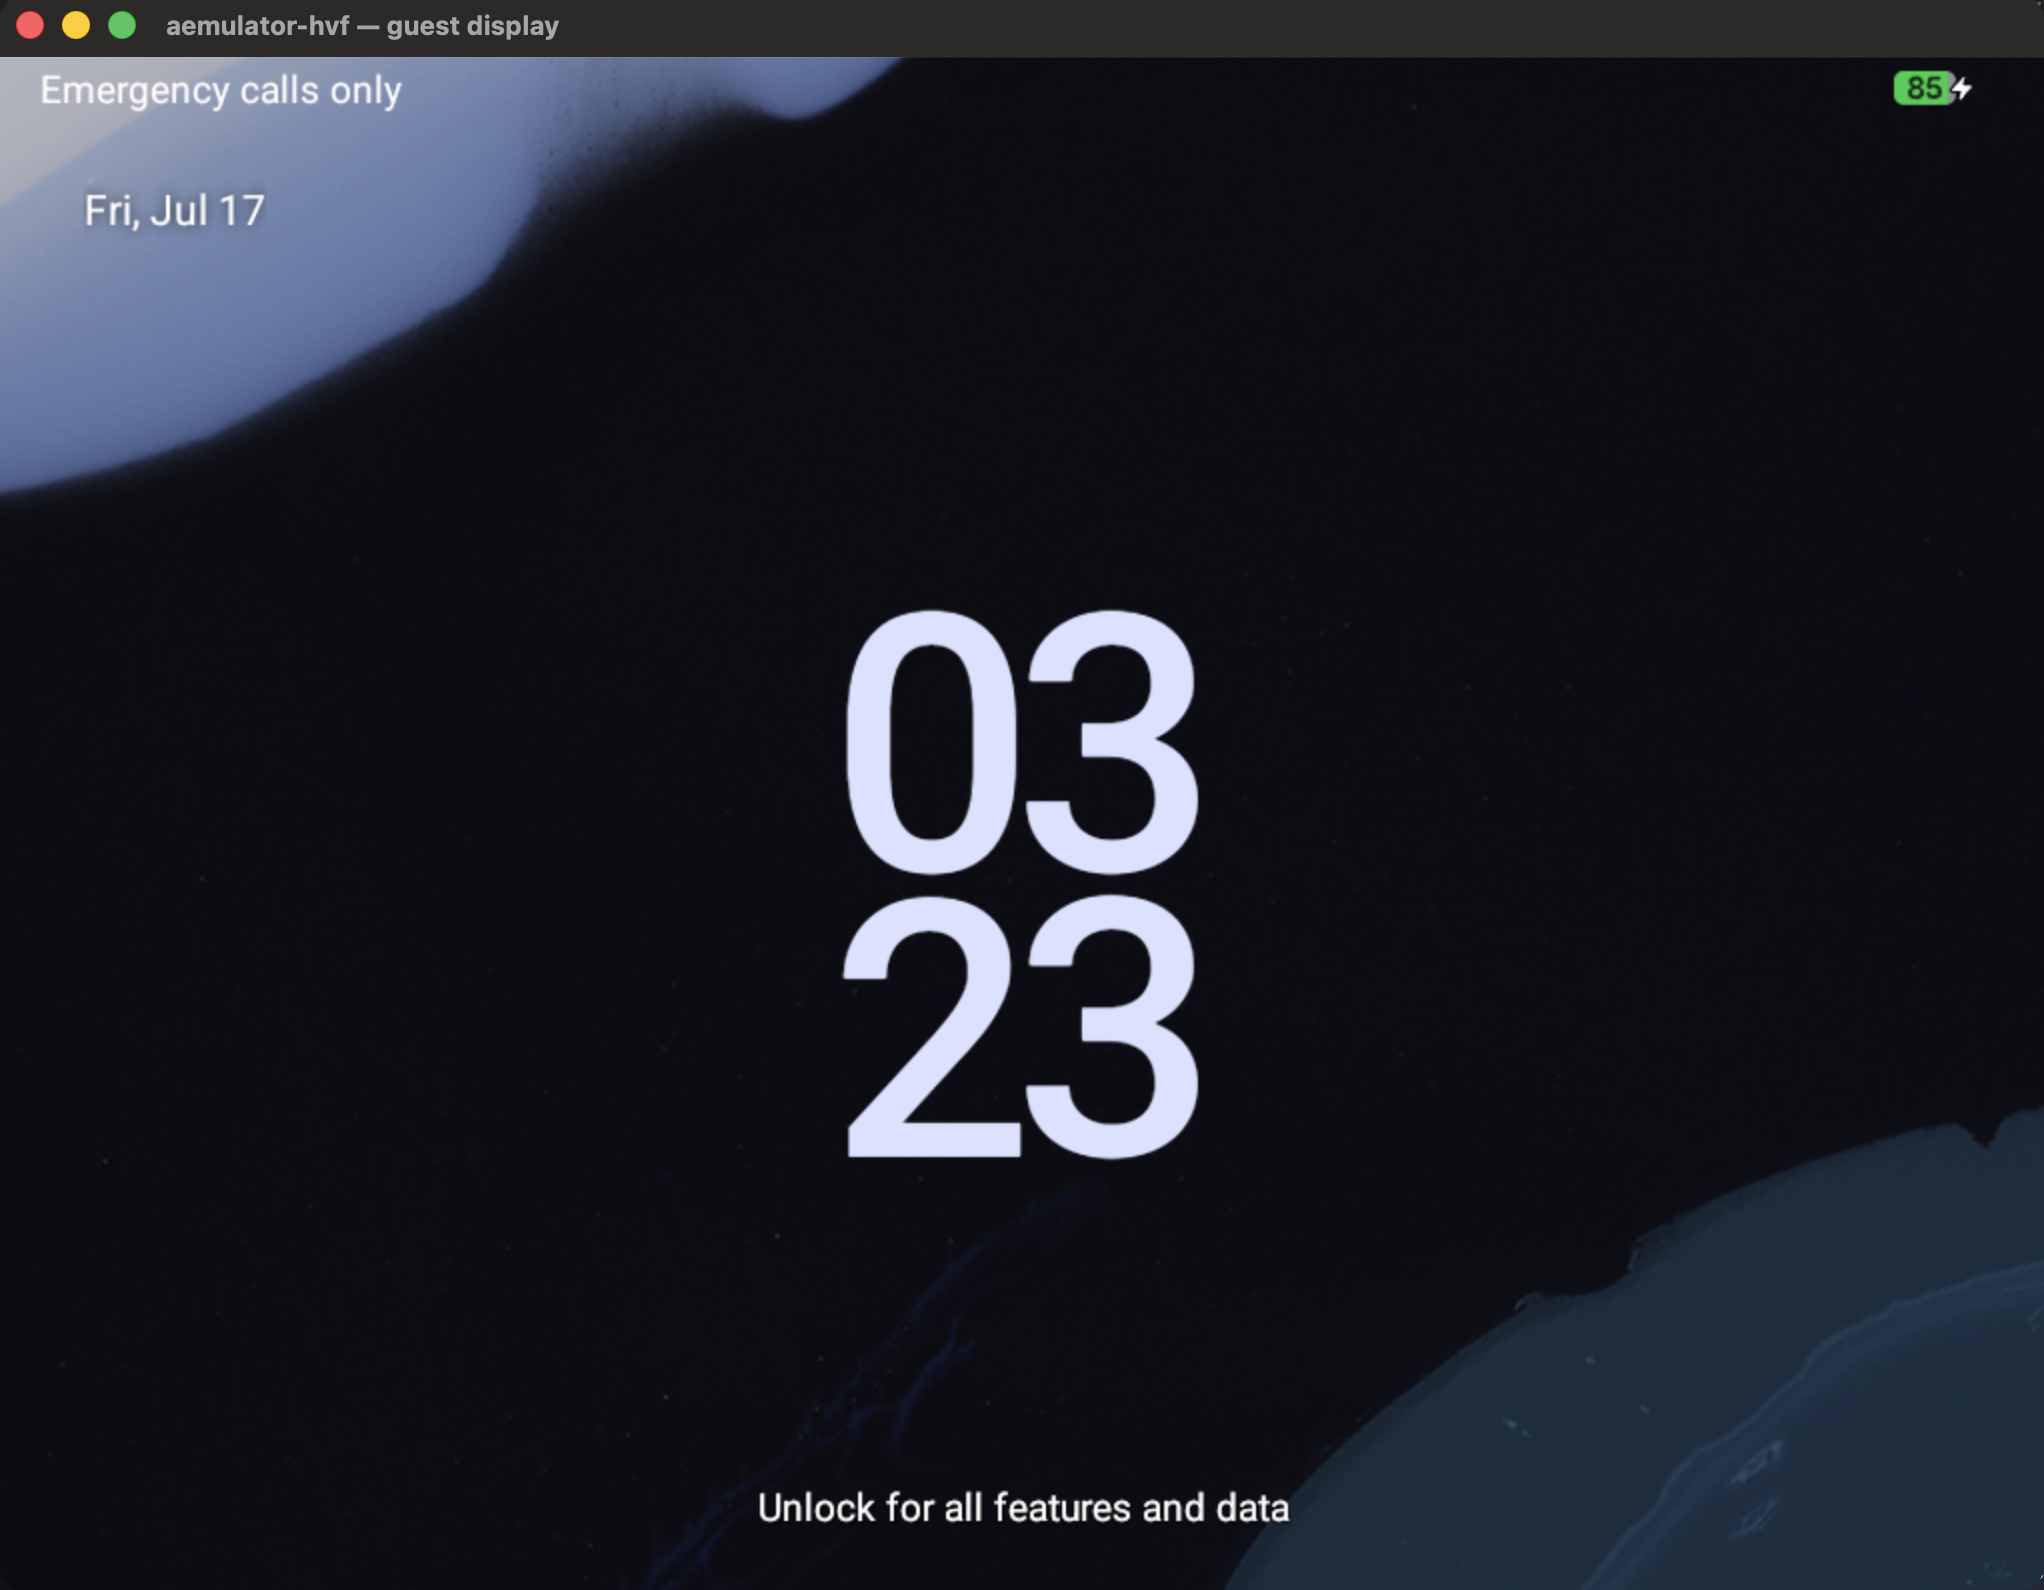 aemulator-hvf — guest display
Emergency calls only
85
Fri, Jul 17
03
23
Unlock for all features and data